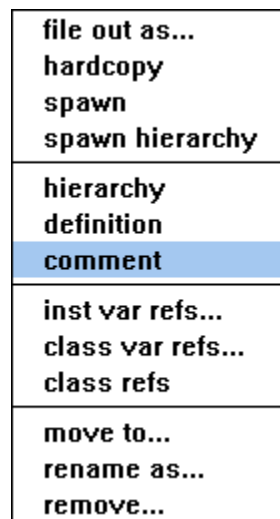 file out as...
hardcopy
spawn
spawn hierarchy
hierarchy
definition
comment
inst var refs...
class var refs...
class refs
move to...
rename as...
remove...